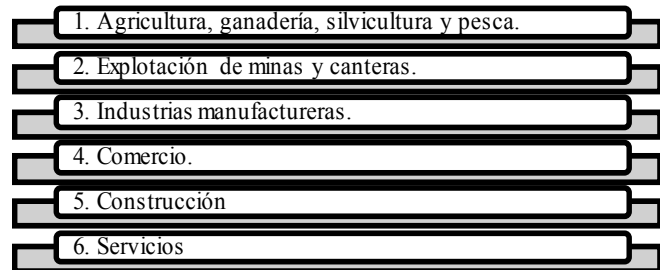 1. Agricultura, ganadería, silvicultura y pesca.
2. Explotación de minas y canteras.
3. Industrias manufactureras.
4. Comercio.
5. Construcción
6. Servicios